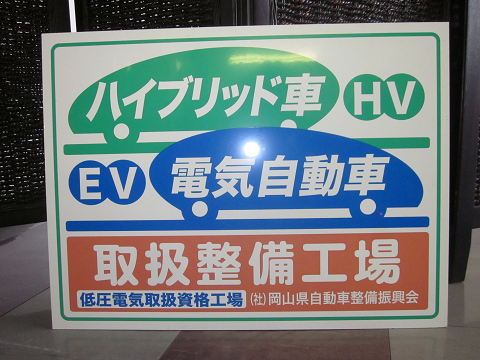 ハイブリッド車 HV
EV 電気自動車
取扱整備工場
低圧電気取扱資格工場 (社)岡山県自動車整備振興会